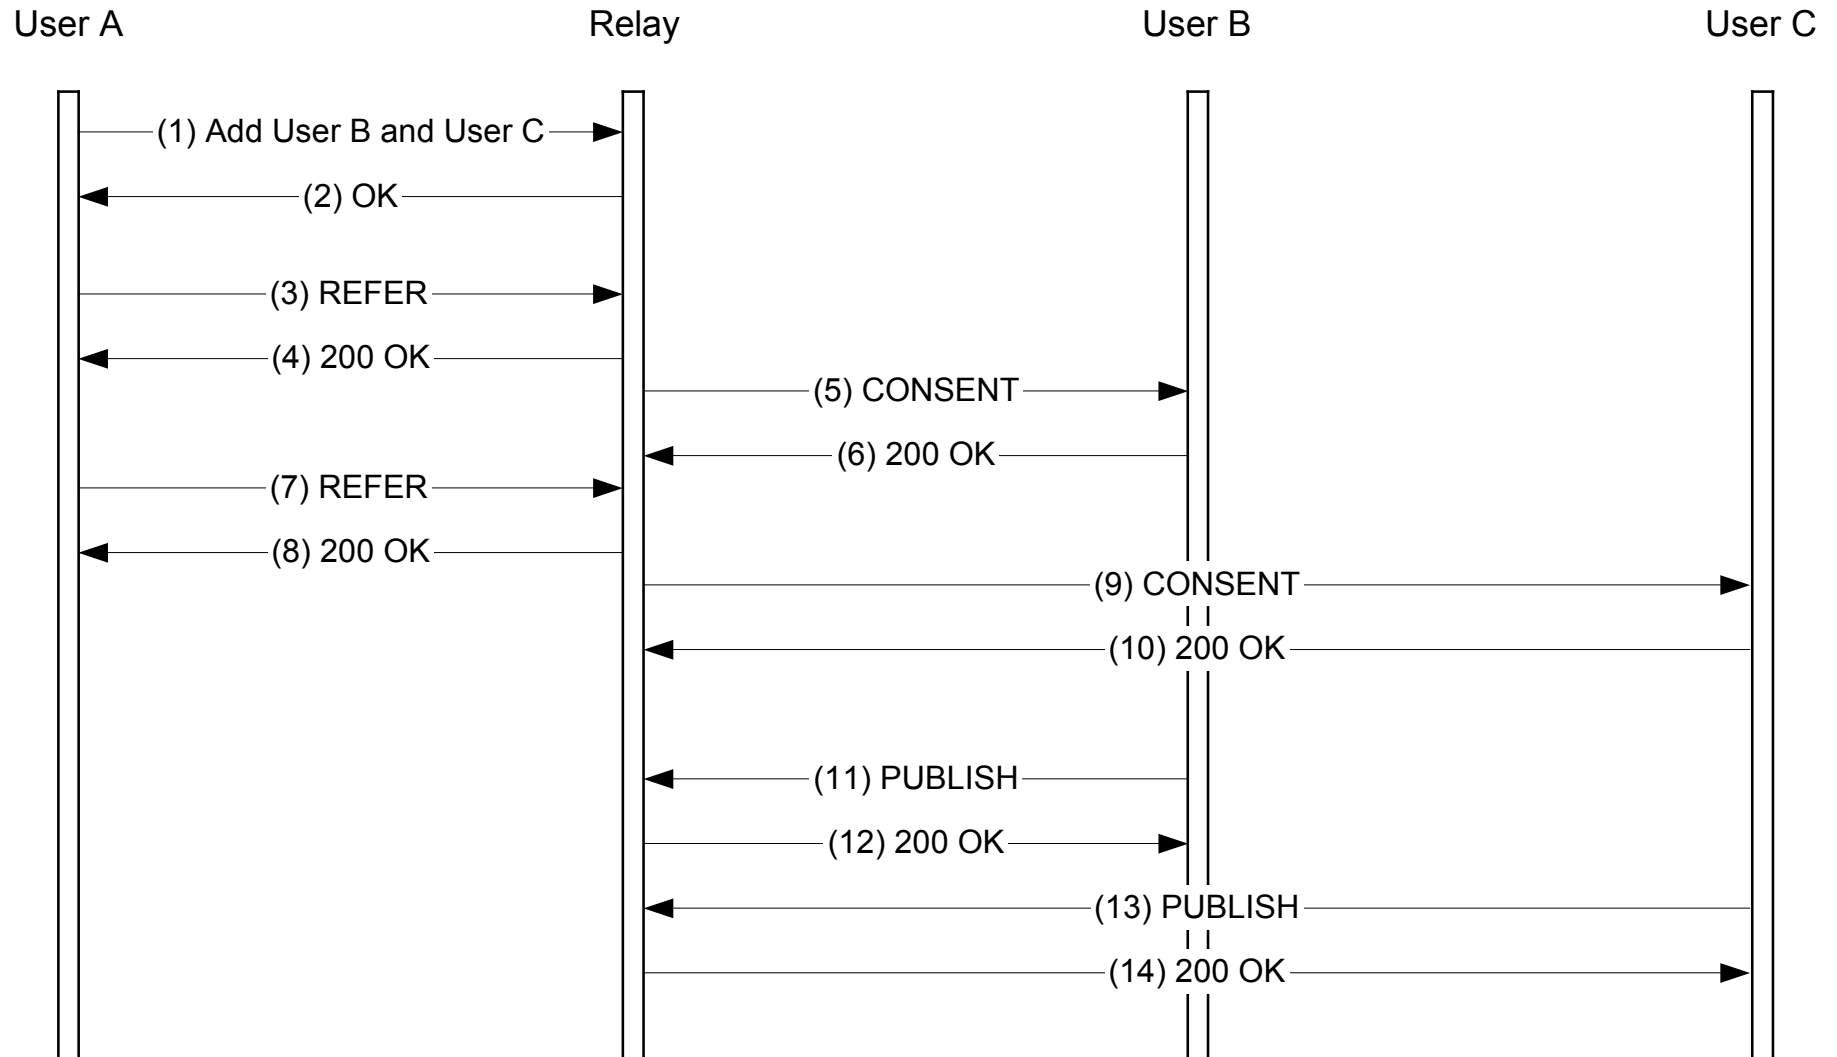 User A Relay User B User C
(1) Add User B and User C
(2) OK
(3) REFER
(4) 200 OK
(5) CONSENT
(6) 200 OK
(7) REFER
(8) 200 OK
(9) CONSENT
(10) 200 OK
(11) PUBLISH
(12) 200 OK
(13) PUBLISH
(14) 200 OK